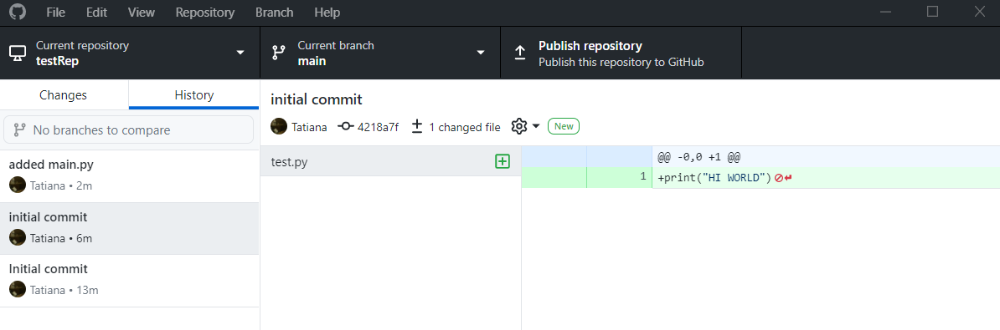 File Edit View Repository Branch Help
Current repository
testRep
Current branch
main
Publish repository
Publish this repository to GitHub
Changes History
No branches to compare
added main.py
Tatiana • 2m
initial commit
Tatiana • 6m
Initial commit
Tatiana • 13m
initial commit
Tatiana 4218a7f 1 changed file New
test.py
@@ -0,0 +1 @@
1 +print("HI WORLD")